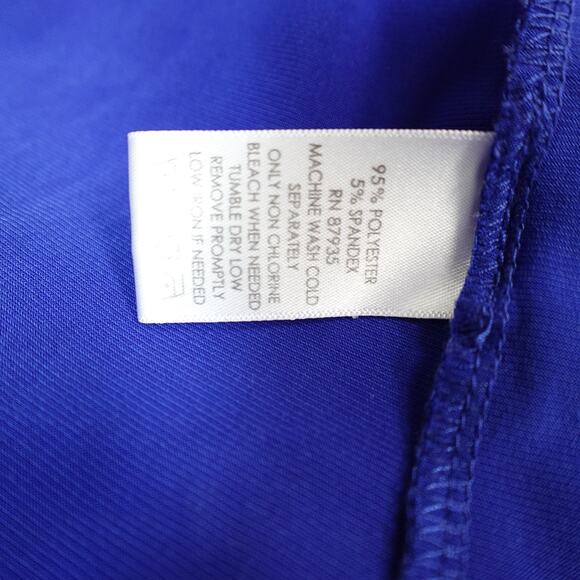 95% POLYESTER
5% SPANDEX
RN 87935
MACHINE WASH COLD
SEPARATELY
ONLY NON CHLORINE
BLEACH WHEN NEEDED
TUMBLE DRY LOW
REMOVE PROMPTLY
LOW IRON IF NEEDED